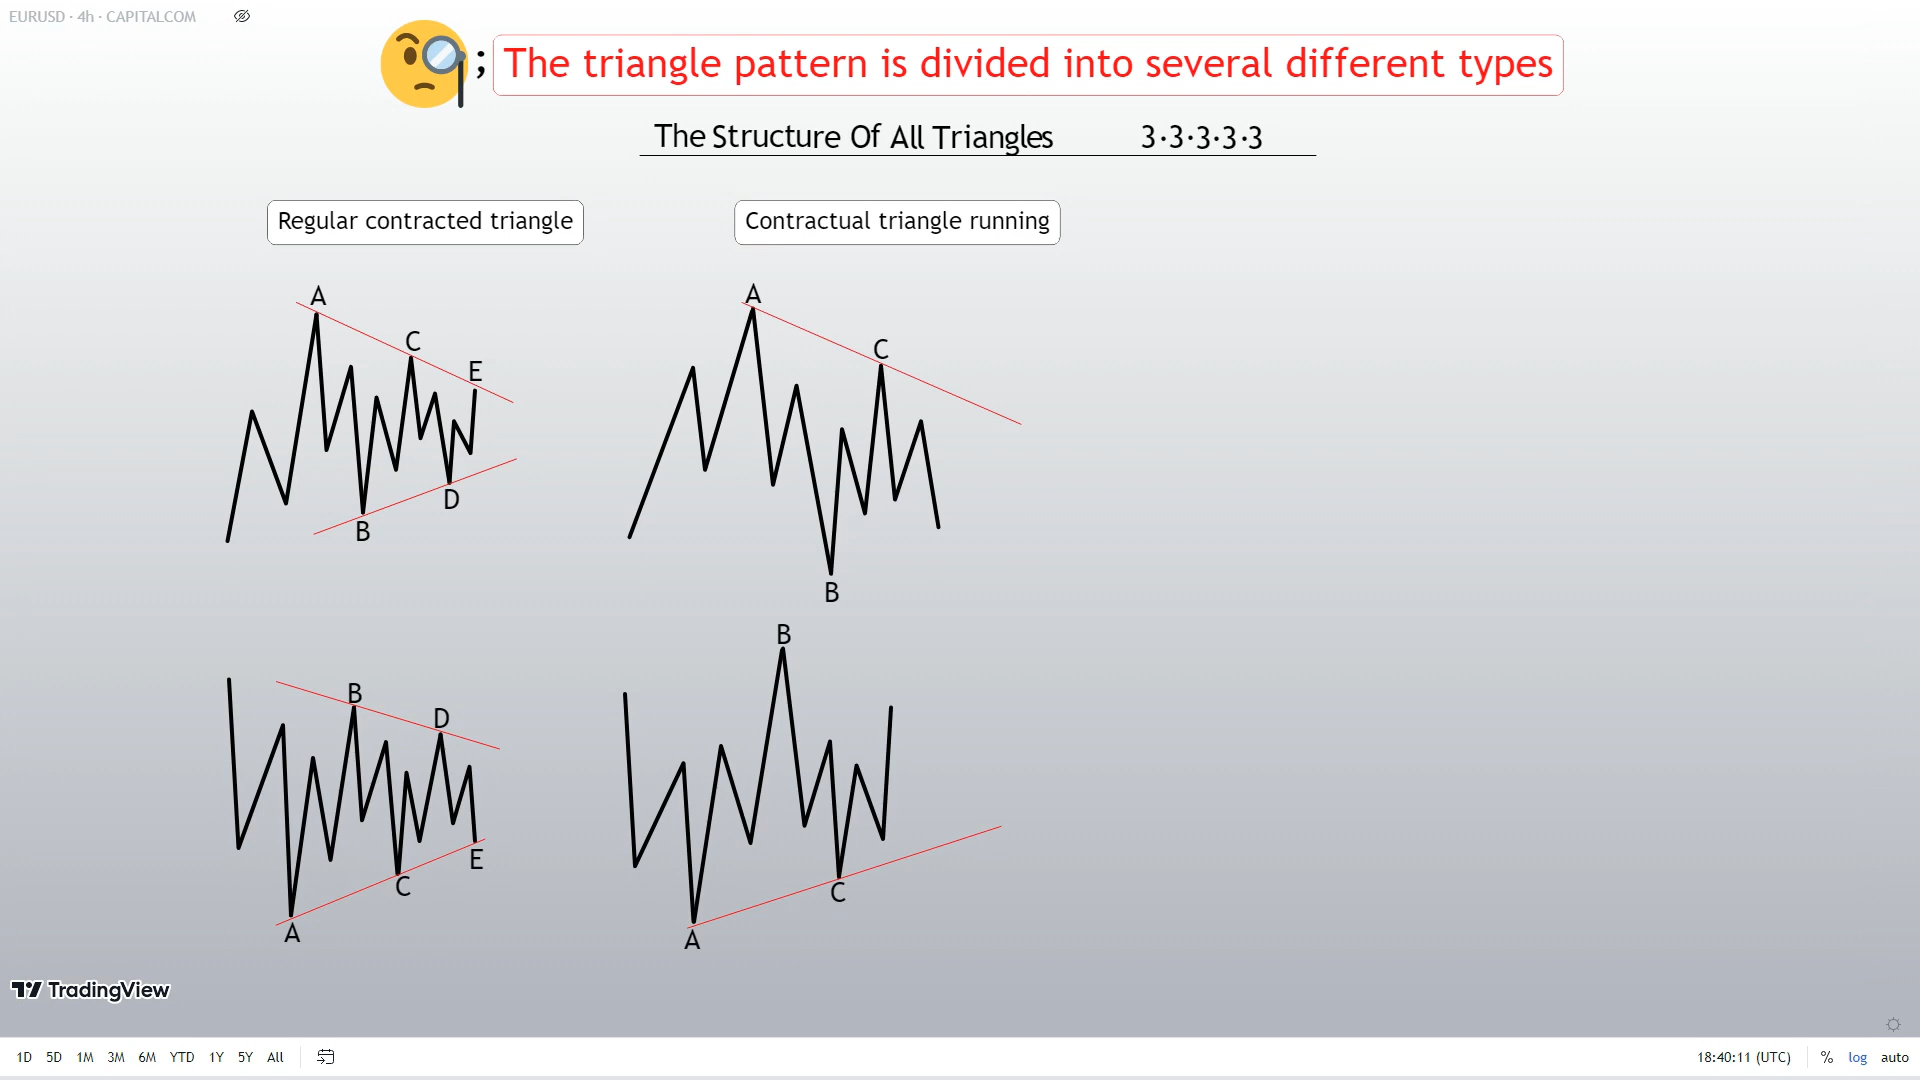 EURUSD · 4h · CAPITALCOM
; The triangle pattern is divided into several different types
The Structure Of All Triangles 3·3·3·3·3
Regular contracted triangle
Contractual triangle running
A
C
E
B
D
A
C
B
B
D
A
C
E
B
A
C
TradingView
1D 5D 1M 3M 6M YTD 1Y 5Y All
18:40:11 (UTC) % log auto